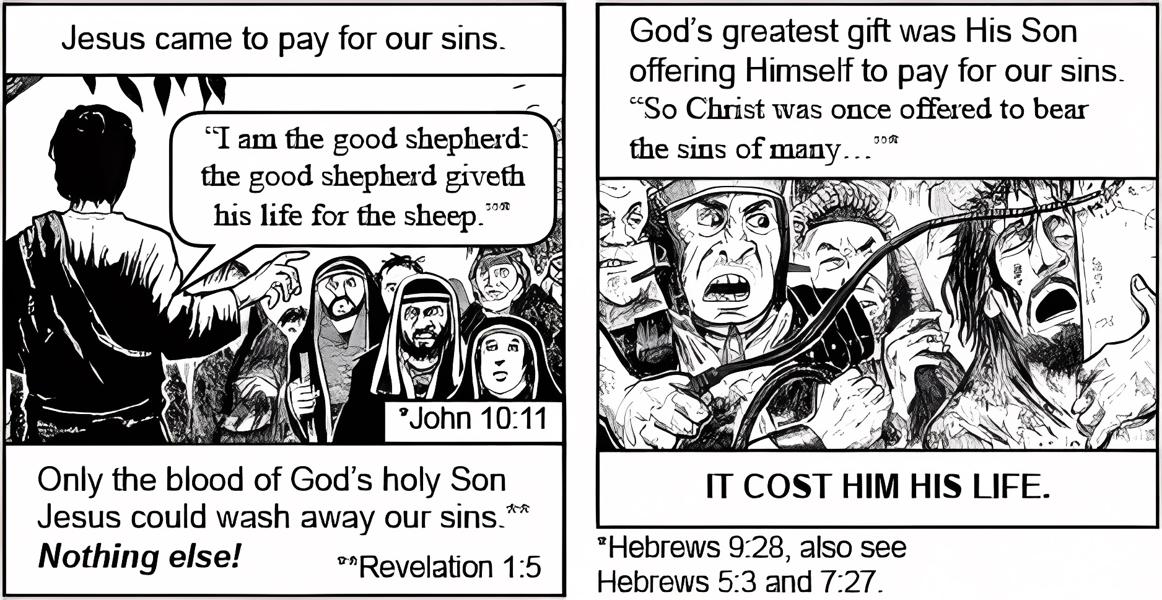 Jesus came to pay for our sins.
“I am the good shepherd:
the good shepherd giveth
his life for the sheep.”*
*John 10:11
Only the blood of God’s holy Son
Jesus could wash away our sins.**
Nothing else!
**Revelation 1:5
God’s greatest gift was His Son
offering Himself to pay for our sins.
“So Christ was once offered to bear
the sins of many...”*
IT COST HIM HIS LIFE.
*Hebrews 9:28, also see
Hebrews 5:3 and 7:27.